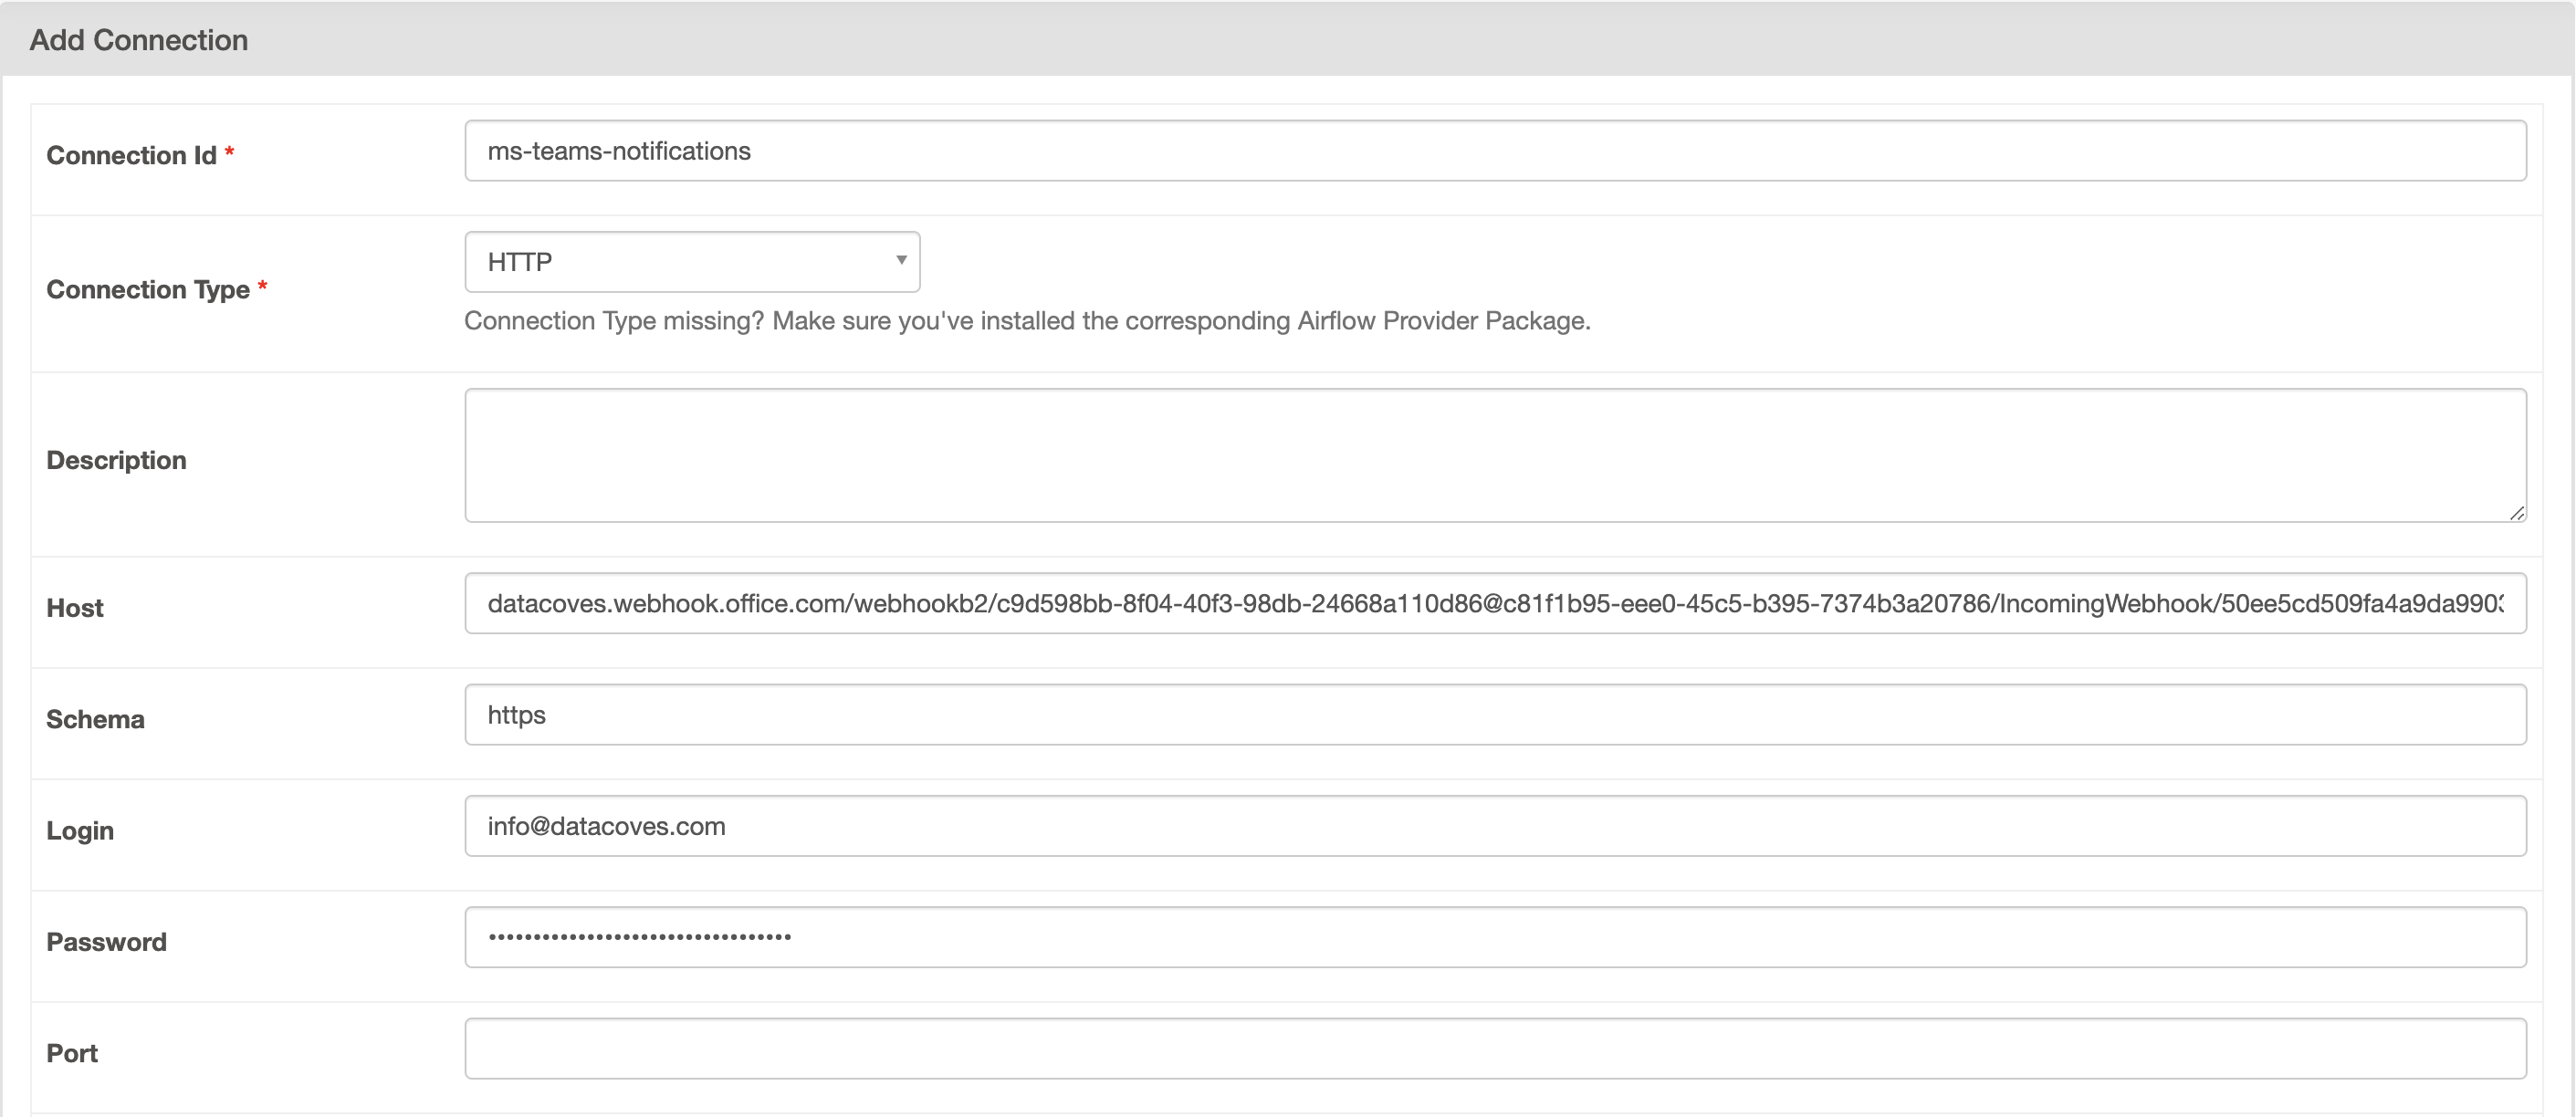 Add Connection
Connection Id *
ms-teams-notifications
Connection Type *
HTTP
Connection Type missing? Make sure you've installed the corresponding Airflow Provider Package.
Description
Host
datacoves.webhook.office.com/webhookb2/c9d598bb-8f04-40f3-98db-24668a110d86@c81f1b95-eee0-45c5-b395-7374b3a20786/IncomingWebhook/50ee5cd509fa4a9da9903
Schema
https
Login
info@datacoves.com
Password
••••••••••••••••••••••••••••••••••
Port